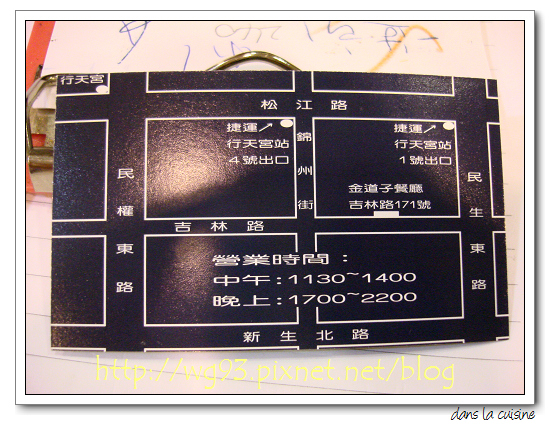 行天宮
松江路
捷運↗
行天宮站
4號出口
錦州街
捷運↗
行天宮站
1號出口
金道子餐廳
吉林路171號
民權東路
民生東路
吉林路
營業時間：
中午：1130~1400
晚上：1700~2200
新生北路
http://wg93.pixnet.net/blog
dans la cuisine